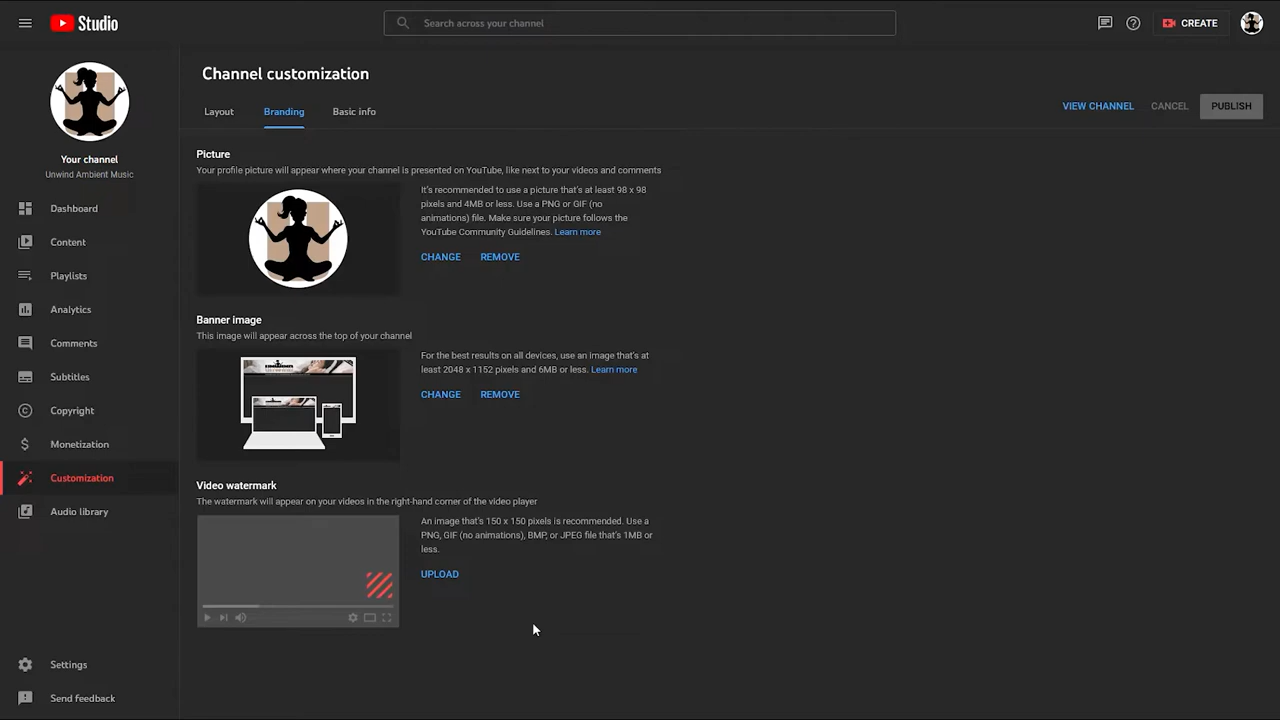 Studio
Search across your channel
CREATE
Your channel
Unwind Ambient Music
Dashboard
Content
Playlists
Analytics
Comments
Subtitles
Copyright
Monetization
Customization
Audio library
Settings
Send feedback
Channel customization
Layout
Branding
Basic info
VIEW CHANNEL
CANCEL
PUBLISH
Picture
Your profile picture will appear where your channel is presented on YouTube, like next to your videos and comments
It's recommended to use a picture that's at least 98 x 98
pixels and 4MB or less. Use a PNG or GIF (no
animations) file. Make sure your picture follows the
YouTube Community Guidelines. Learn more
CHANGE
REMOVE
Banner image
This image will appear across the top of your channel
For the best results on all devices, use an image that's at
least 2048 x 1152 pixels and 6MB or less. Learn more
CHANGE
REMOVE
Video watermark
The watermark will appear on your videos in the right-hand corner of the video player
An image that's 150 x 150 pixels is recommended. Use a
PNG, GIF (no animations), BMP, or JPEG file that's 1MB or
less.
UPLOAD